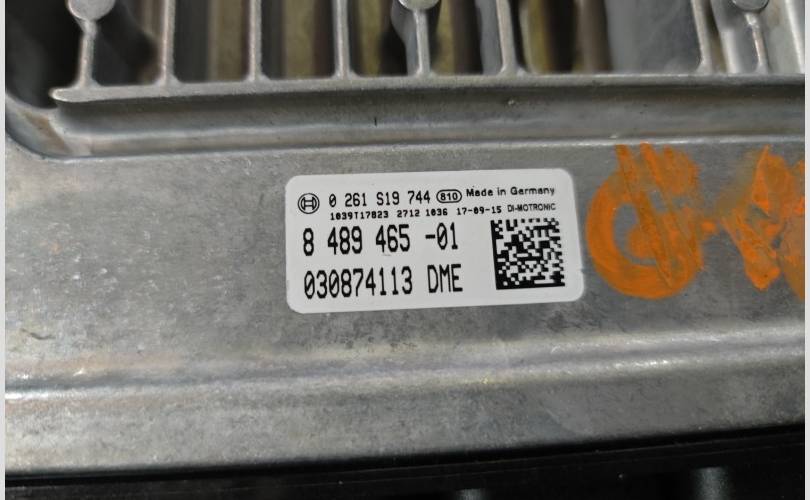 0 261 S19 744 810 Made in Germany
1039T17823 2712 1036 17-09-15 DI-MOTRONIC
8 489 465 -01
030874113 DME